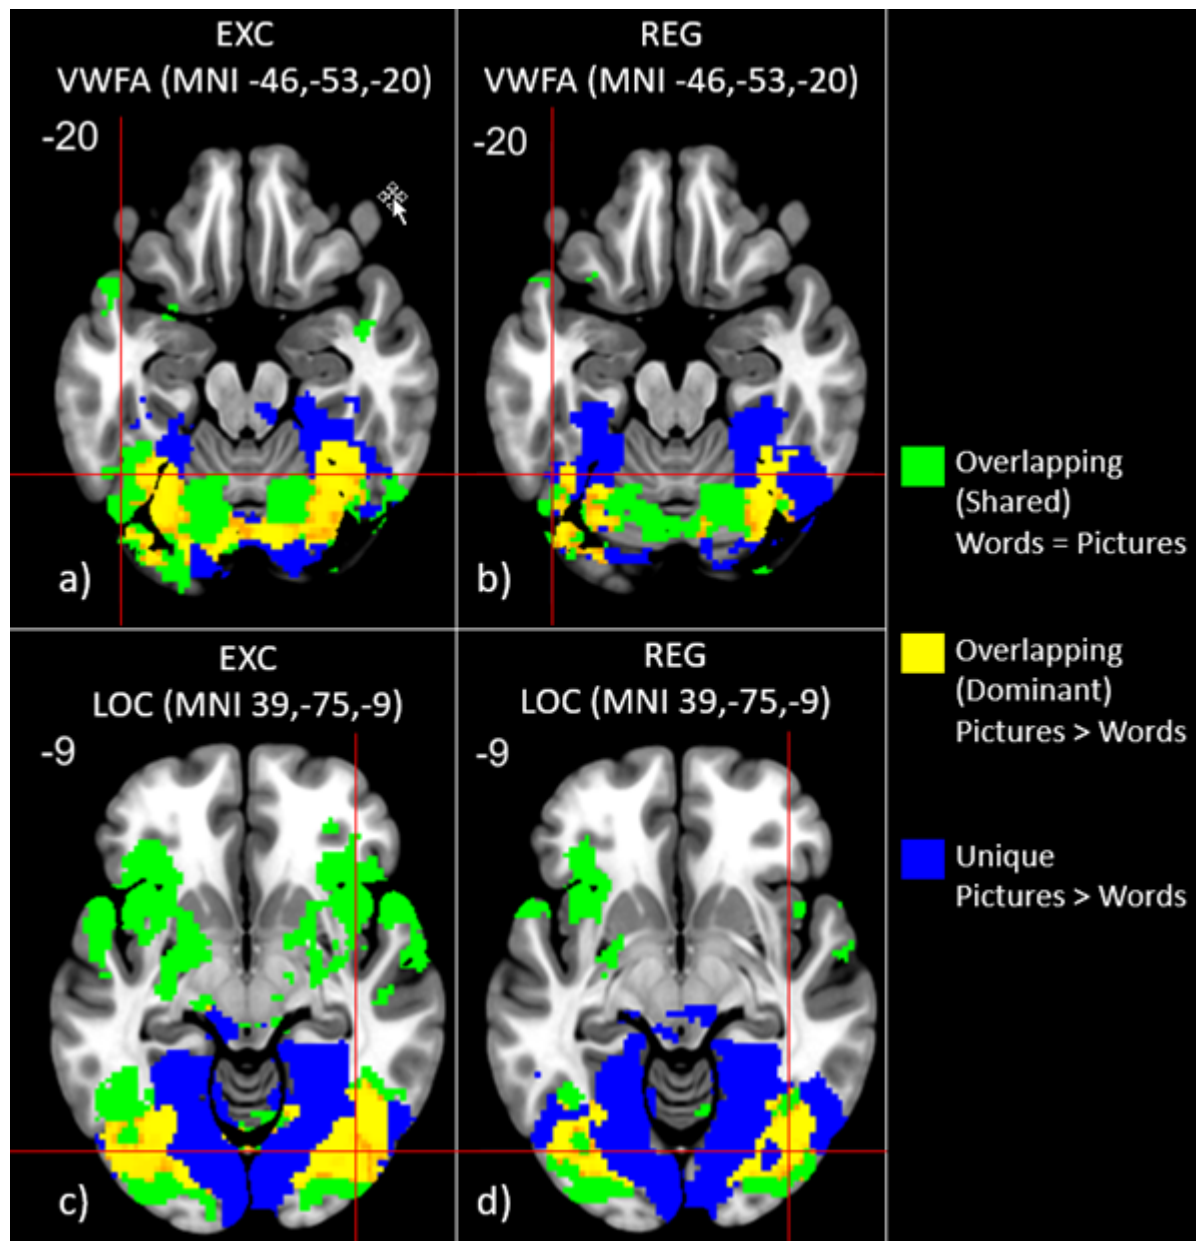 EXC
VWFA (MNI -46,-53,-20)
-20
a)
REG
VWFA (MNI -46,-53,-20)
-20
b)
EXC
LOC (MNI 39,-75,-9)
-9
c)
REG
LOC (MNI 39,-75,-9)
-9
d)
Overlapping
(Shared)
Words = Pictures
Overlapping
(Dominant)
Pictures > Words
Unique
Pictures > Words